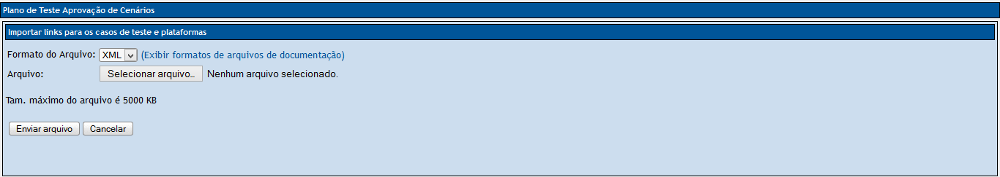 Plano de Teste Aprovação de Cenários
Importar links para os casos de teste e plataformas
Formato do Arquivo: XML (Exibir formatos de arquivos de documentação)
Arquivo: Selecionar arquivo... Nenhum arquivo selecionado.
Tam. máximo do arquivo é 5000 KB
Enviar arquivo Cancelar